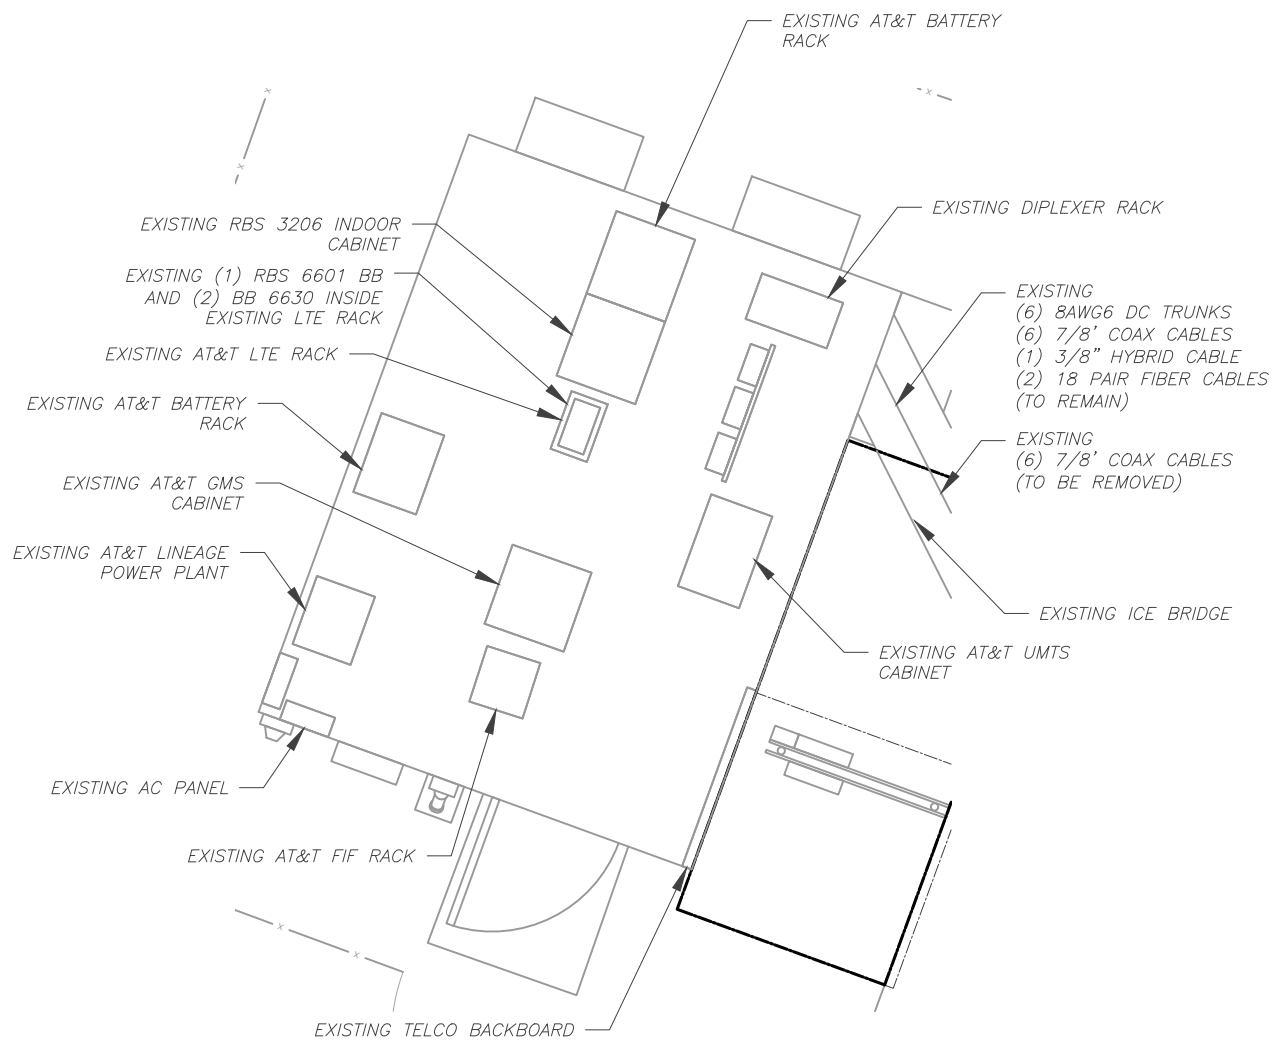 EXISTING AT&T BATTERY
RACK
EXISTING RBS 3206 INDOOR
CABINET
EXISTING DIPLEXER RACK
EXISTING (1) RBS 6601 BB
AND (2) BB 6630 INSIDE
EXISTING LTE RACK
EXISTING
(6) 8AWG6 DC TRUNKS
(6) 7/8' COAX CABLES
(1) 3/8" HYBRID CABLE
(2) 18 PAIR FIBER CABLES
(TO REMAIN)
EXISTING AT&T LTE RACK
EXISTING AT&T BATTERY
RACK
EXISTING
(6) 7/8' COAX CABLES
(TO BE REMOVED)
EXISTING AT&T GMS
CABINET
EXISTING AT&T LINEAGE
POWER PLANT
EXISTING ICE BRIDGE
EXISTING AT&T UMTS
CABINET
EXISTING AC PANEL
EXISTING AT&T FIF RACK
EXISTING TELCO BACKBOARD